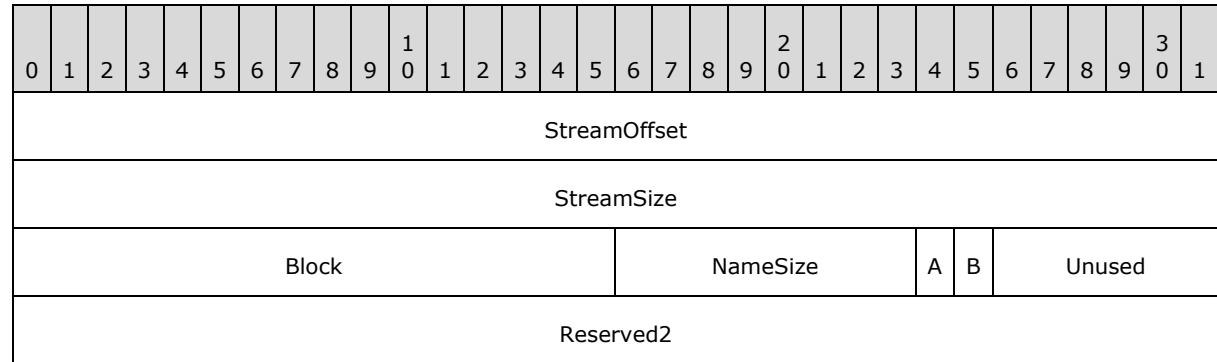 1 2 3
0 1 2 3 4 5 6 7 8 9 0 1 2 3 4 5 6 7 8 9 0 1 2 3 4 5 6 7 8 9 0 1
StreamOffset
StreamSize
Block NameSize A B Unused
Reserved2